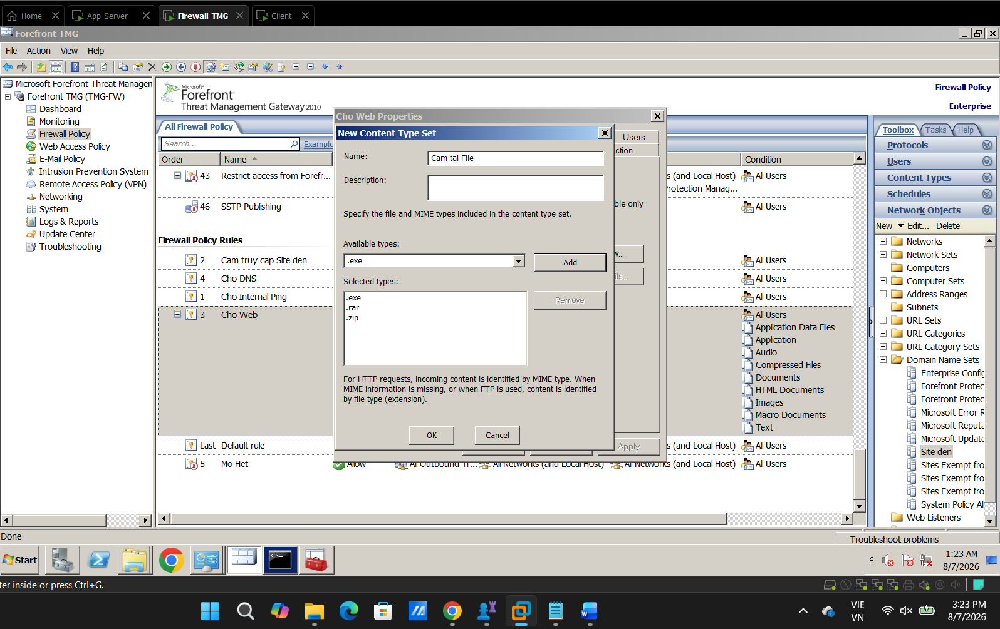 Home
App-Server
Firewall-TMG
Client
Forefront TMG
File Action View Help
Microsoft Forefront Threat Managen
Forefront TMG (TMG-FW)
Dashboard
Monitoring
Firewall Policy
Web Access Policy
E-Mail Policy
Intrusion Prevention System
Remote Access Policy (VPN)
Networking
System
Logs & Reports
Update Center
Troubleshooting
Microsoft
Forefront
Threat Management Gateway 2010
Firewall Policy
Enterprise
All Firewall Policy
Search...
Example
Order Name Condition
43 Restrict access from Forefr... s (and Local Host) All Users
Protection Manag...
46 SSTP Publishing All Users
Firewall Policy Rules
2 Cam truy cap Site den All Users
4 Cho DNS All Users
1 Cho Internal Ping All Users
3 Cho Web All Users
Application Data Files
Application
Audio
Compressed Files
Documents
HTML Documents
Images
Macro Documents
Text
Last Default rule s (and Local Host) All Users
5 Mo Het Allow All Outbound Tr... All Networks (and Local Host) All Networks (and Local Host) All Users
Cho Web Properties
Users
ction
ble only
w...
ils...
Apply
New Content Type Set
Name: Cam tai File
Description:
Specify the file and MIME types included in the content type set.
Available types:
.exe Add
Selected types:
.exe
.rar
.zip
Remove
For HTTP requests, incoming content is identified by MIME type. When
MIME information is missing, or when FTP is used, content is identified
by file type (extension).
OK Cancel
Toolbox Tasks Help
Protocols
Users
Content Types
Schedules
Network Objects
New Edit... Delete
Networks
Network Sets
Computers
Computer Sets
Address Ranges
Subnets
URL Sets
URL Categories
URL Category Sets
Domain Name Sets
Enterprise Config
Forefront Protec
Forefront Protec
Microsoft Error R
Microsoft Reputa
Microsoft Update
Site den
Sites Exempt fro
Sites Exempt fro
Sites Exempt fro
System Policy Al
Web Listeners
Done
Troubleshoot problems
Start
1:23 AM
8/7/2026
ter inside or press Ctrl+G.
VIE
VN
3:23 PM
8/7/2026